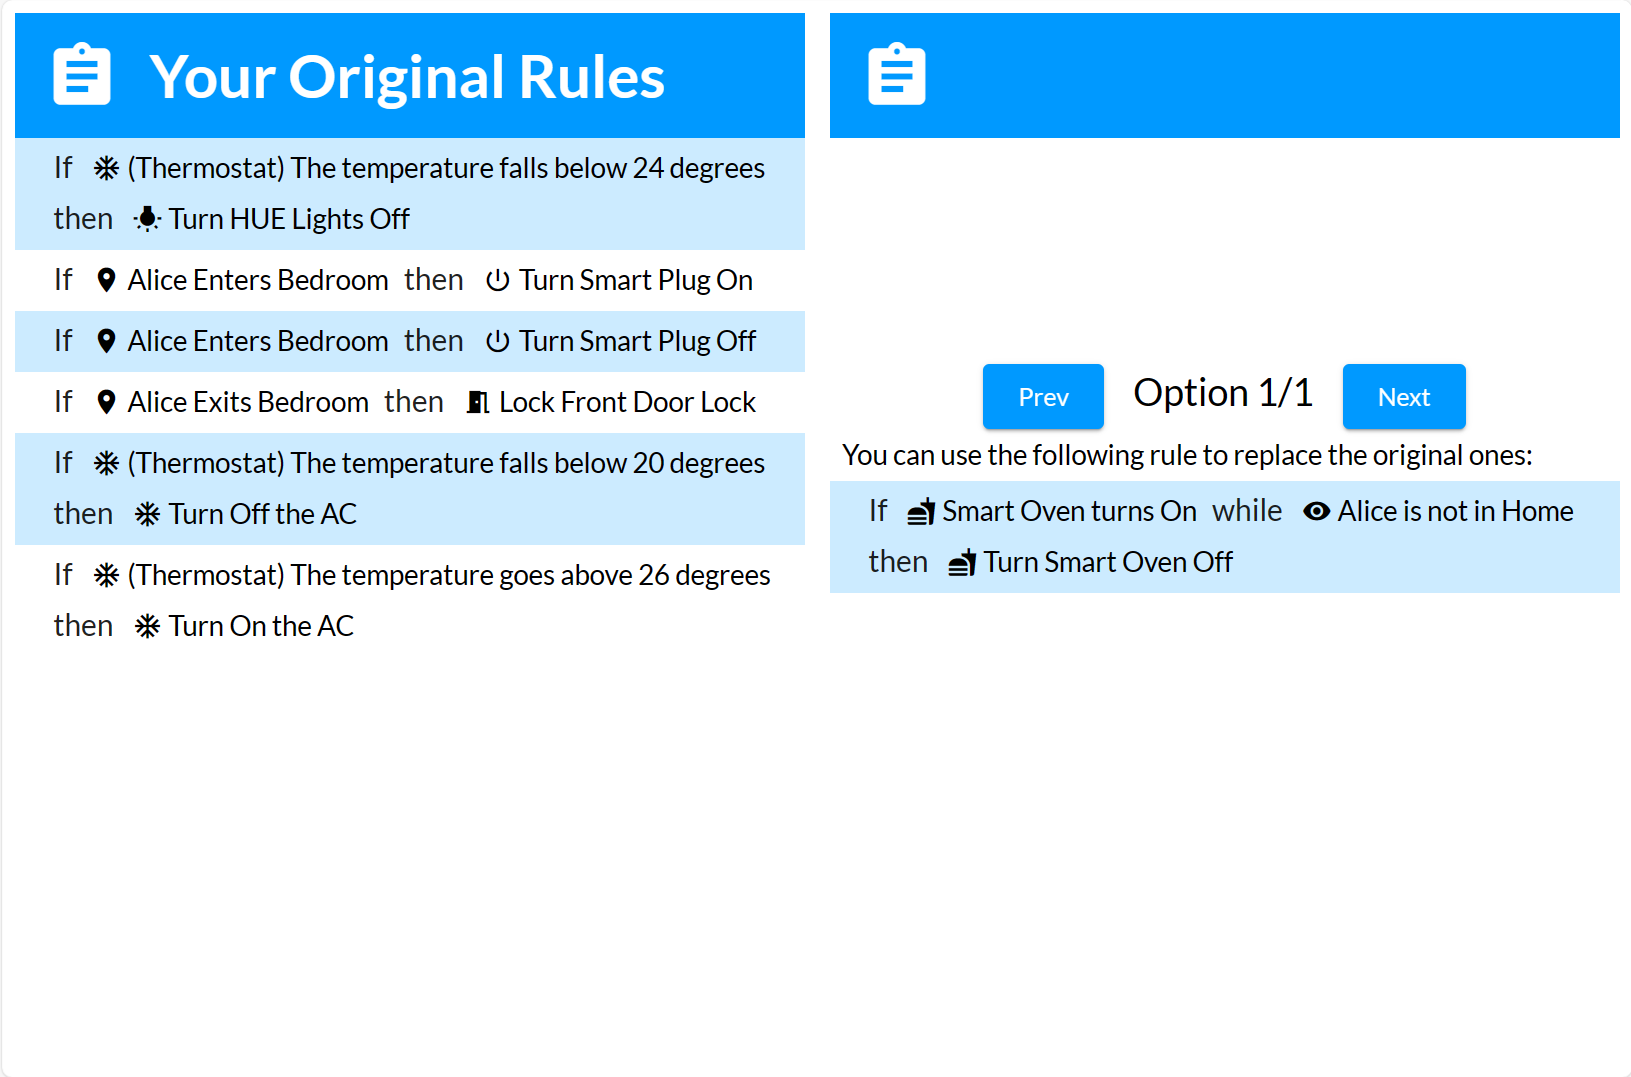 Your Original Rules
If (Thermostat) The temperature falls below 24 degrees
then Turn HUE Lights Off
If Alice Enters Bedroom then Turn Smart Plug On
If Alice Enters Bedroom then Turn Smart Plug Off
If Alice Exits Bedroom then Lock Front Door Lock
If (Thermostat) The temperature falls below 20 degrees
then Turn Off the AC
If (Thermostat) The temperature goes above 26 degrees
then Turn On the AC
Prev Option 1/1 Next
You can use the following rule to replace the original ones:
If Smart Oven turns On while Alice is not in Home
then Turn Smart Oven Off